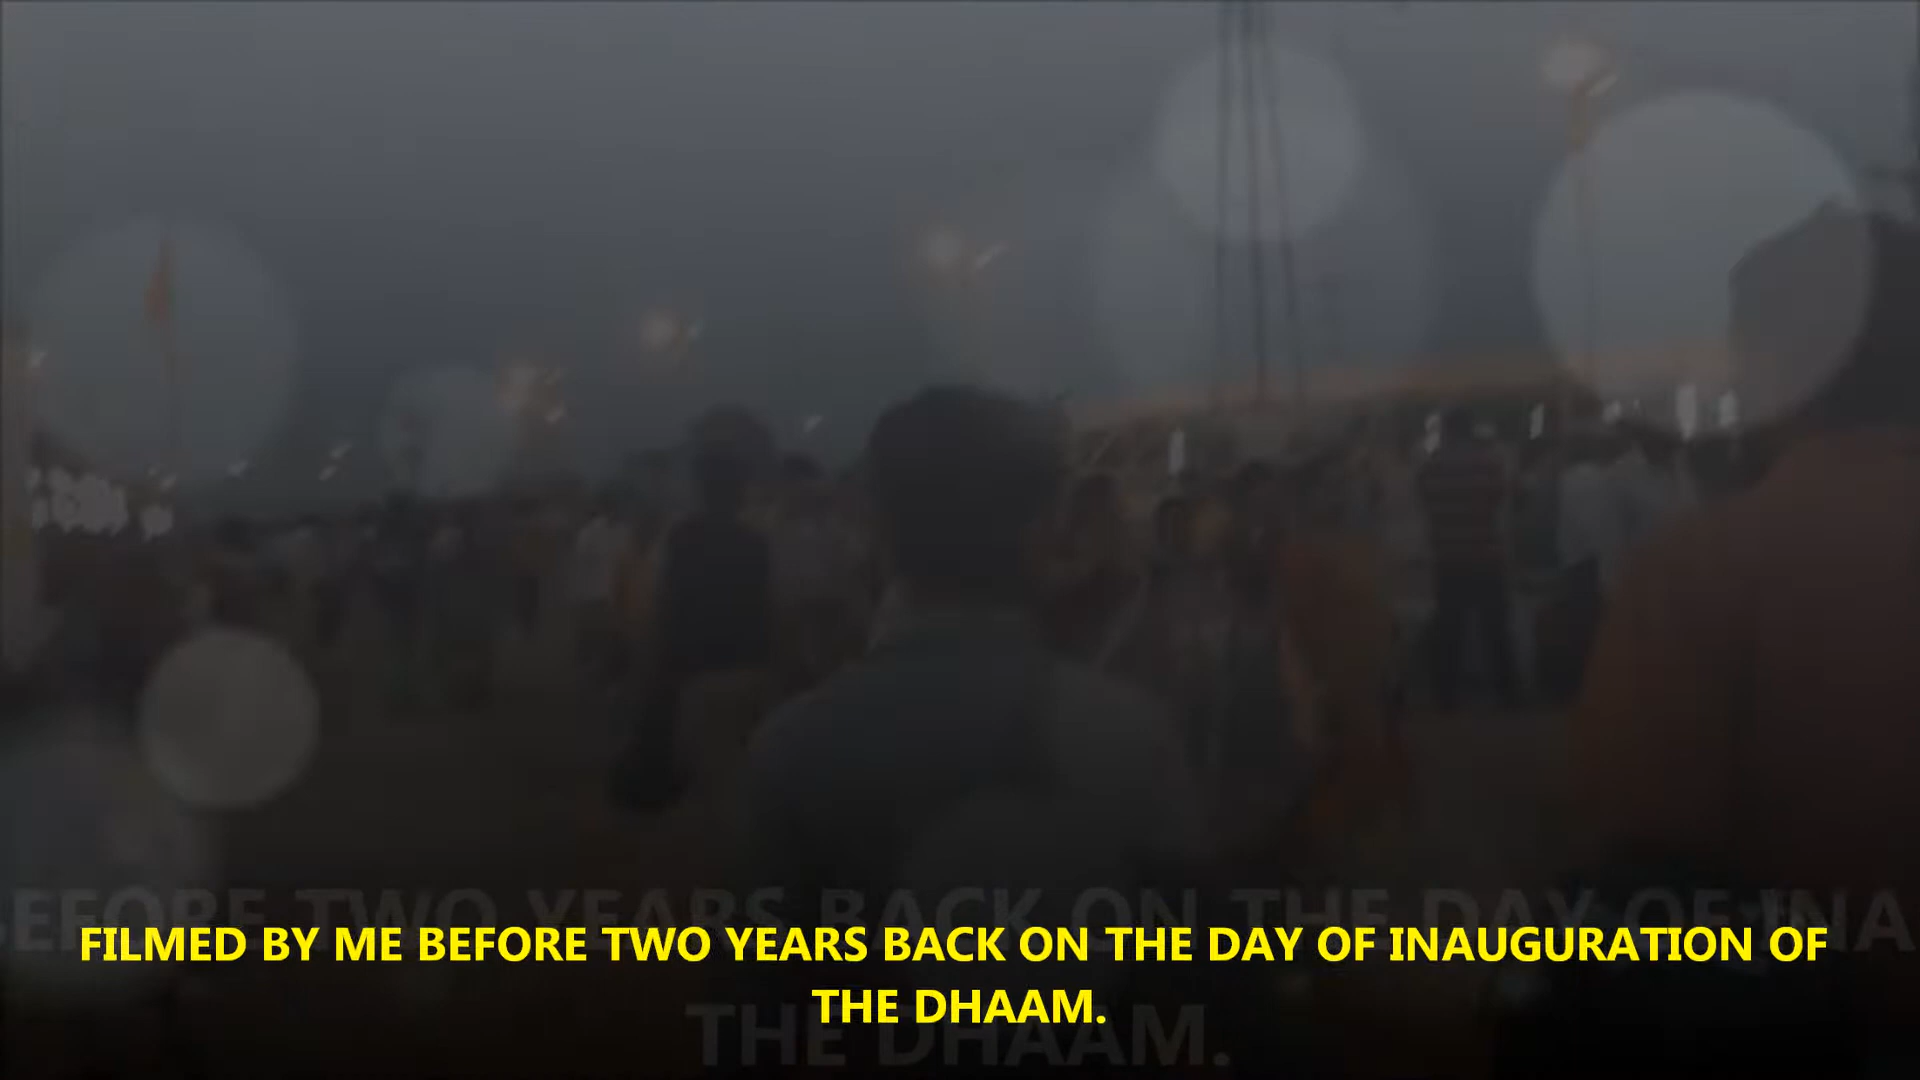 FILMED BY ME BEFORE TWO YEARS BACK ON THE DAY OF INAUGURATION OF
THE DHAAM.